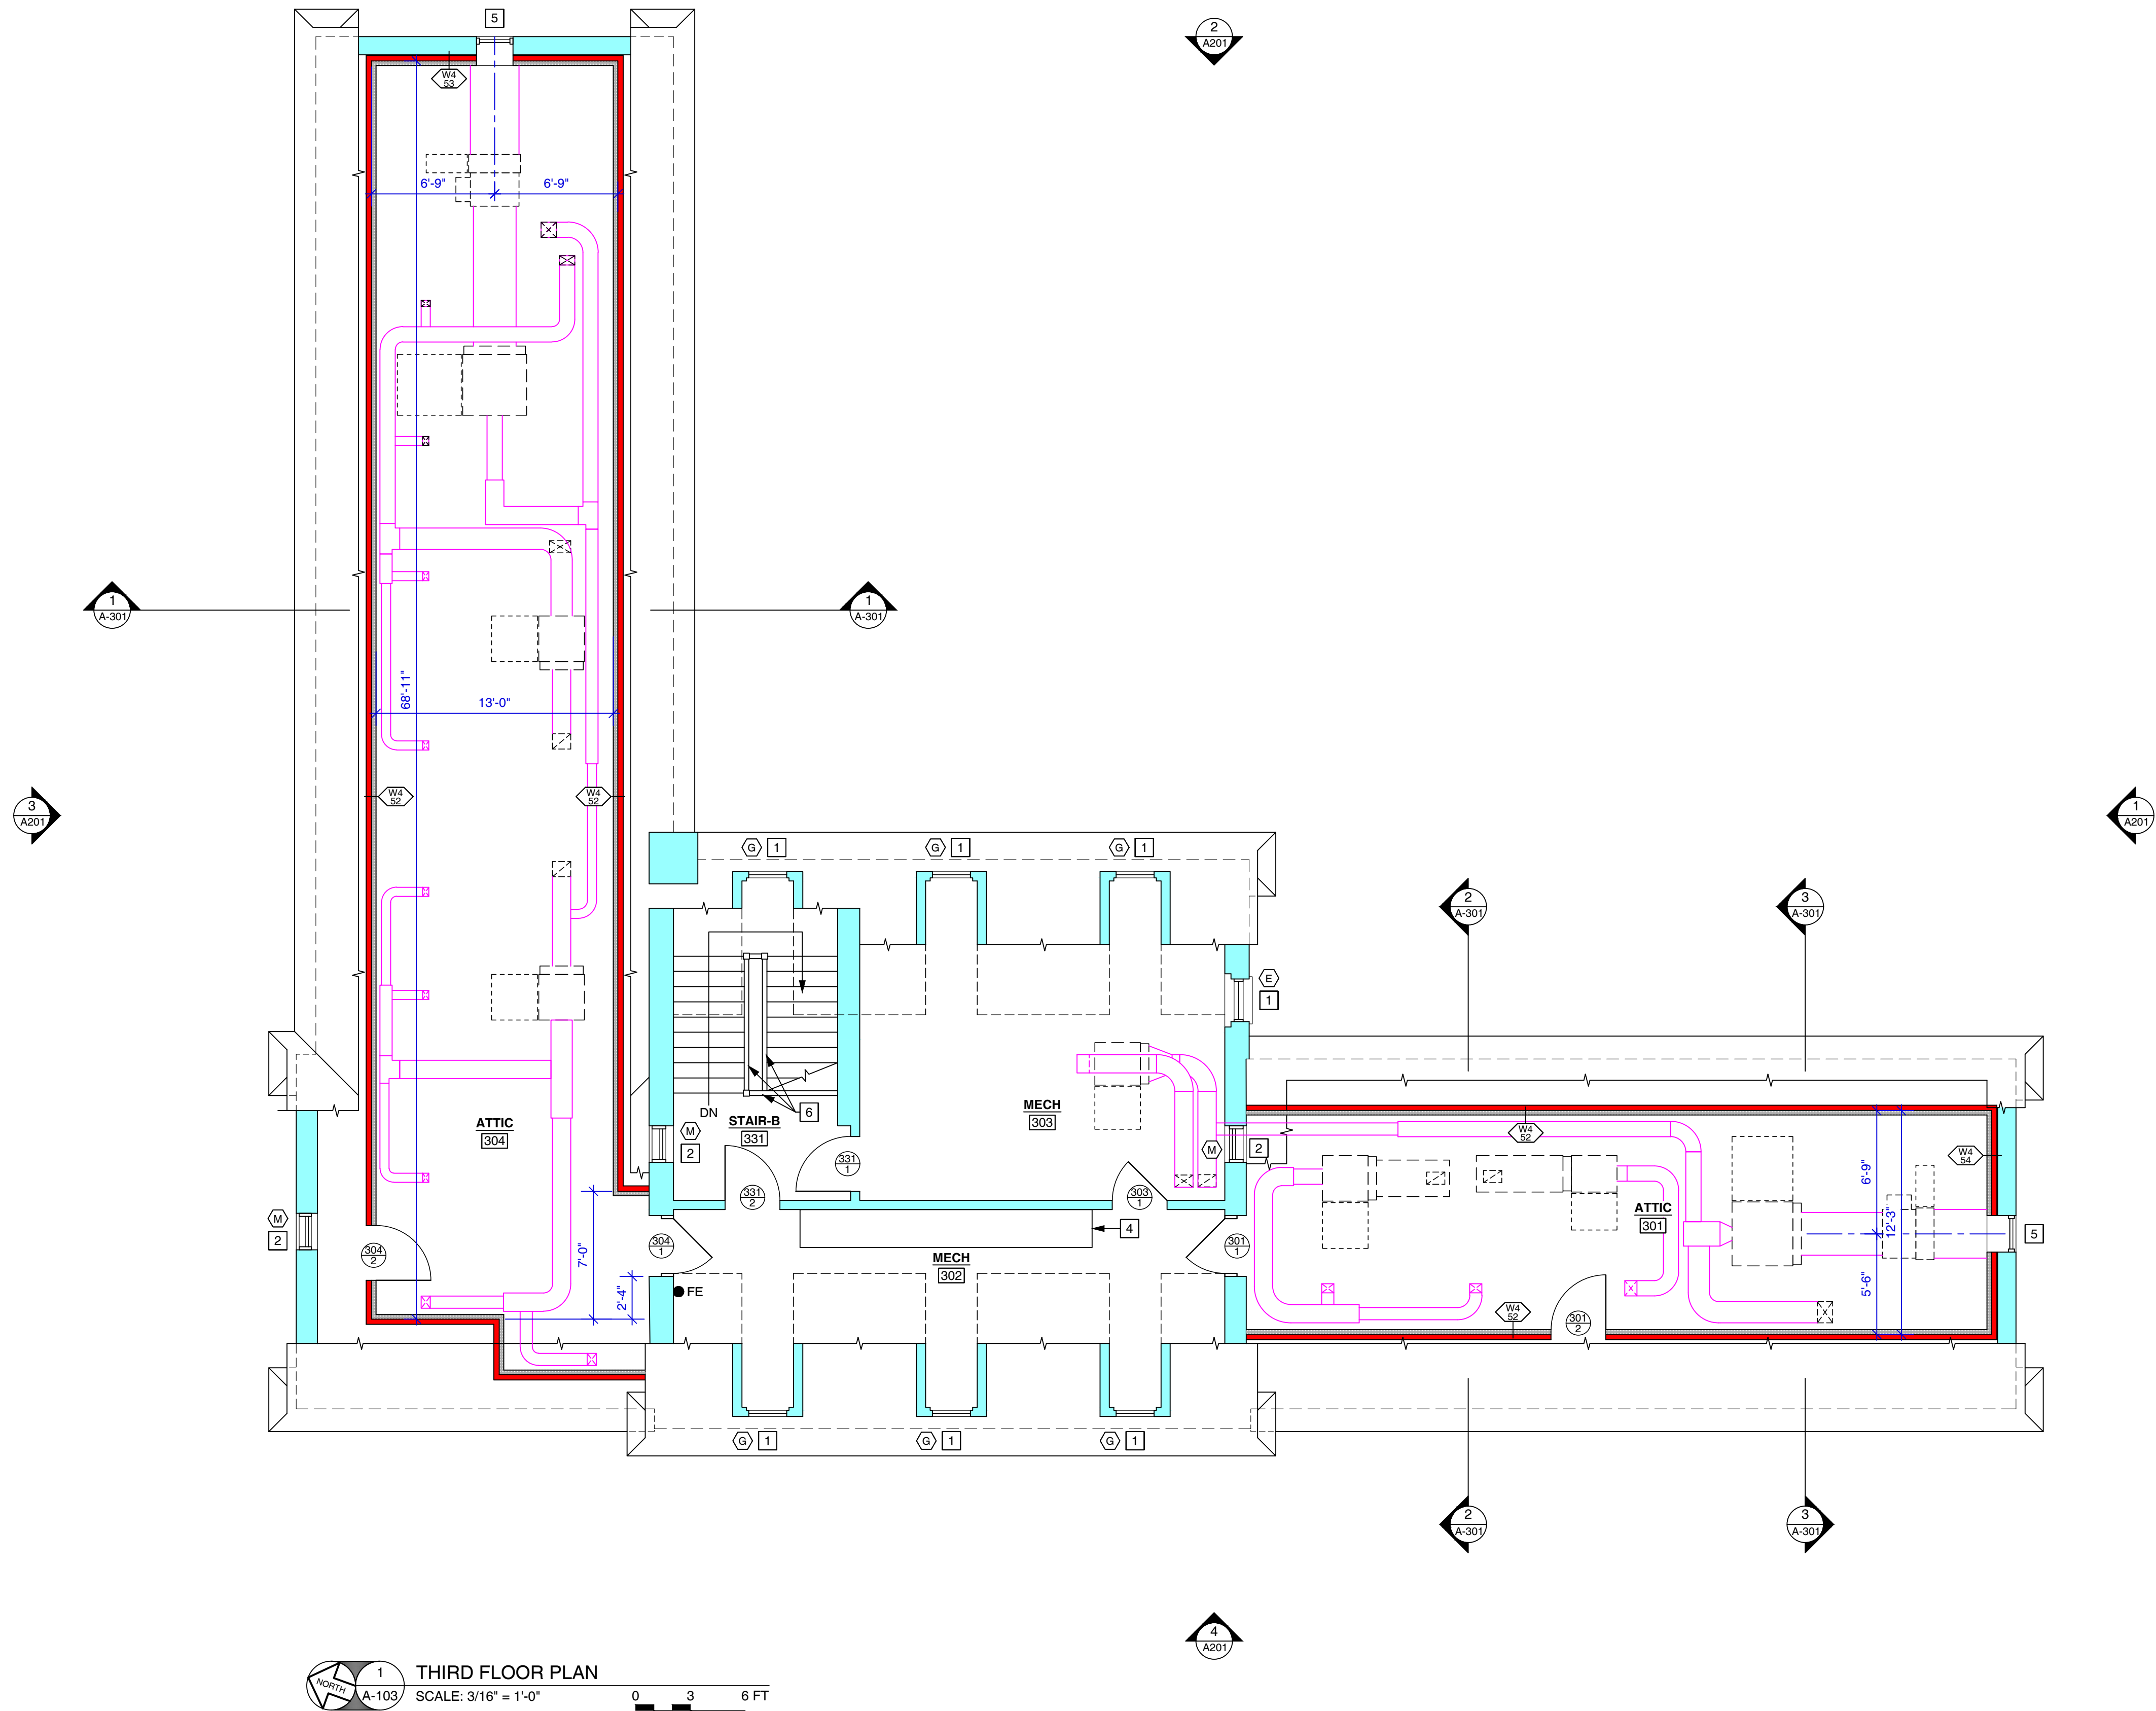 5
2
A201
W4
53
6'-9"
6'-9"
1
A-301
1
A-301
68'-11"
13'-0"
W4
52
W4
52
3
A201
1
A201
G 1
G 1
G 1
2
A-301
3
A-301
E
1
DN
6
STAIR-B
331
M
2
ATTIC
304
MECH
303
M
2
W4
52
W4
54
6'-9"
12'-3"
5'-6"
331
1
331
2
303
1
4
M
2
304
2
304
1
7'-0"
2'-4"
FE
MECH
302
301
1
ATTIC
301
5
W4
52
301
2
G 1
G 1
G 1
2
A-301
3
A-301
4
A201
NORTH
1
A-103
THIRD FLOOR PLAN
SCALE: 3/16" = 1'-0"
0 3 6 FT